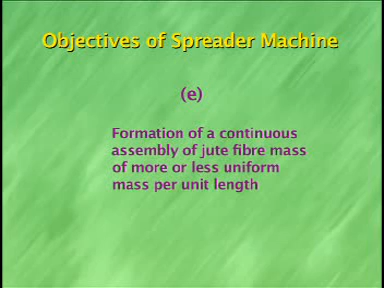 Objectives of Spreader Machine
(e)
Formation of a continuous
assembly of jute fibre mass
of more or less uniform
mass per unit length